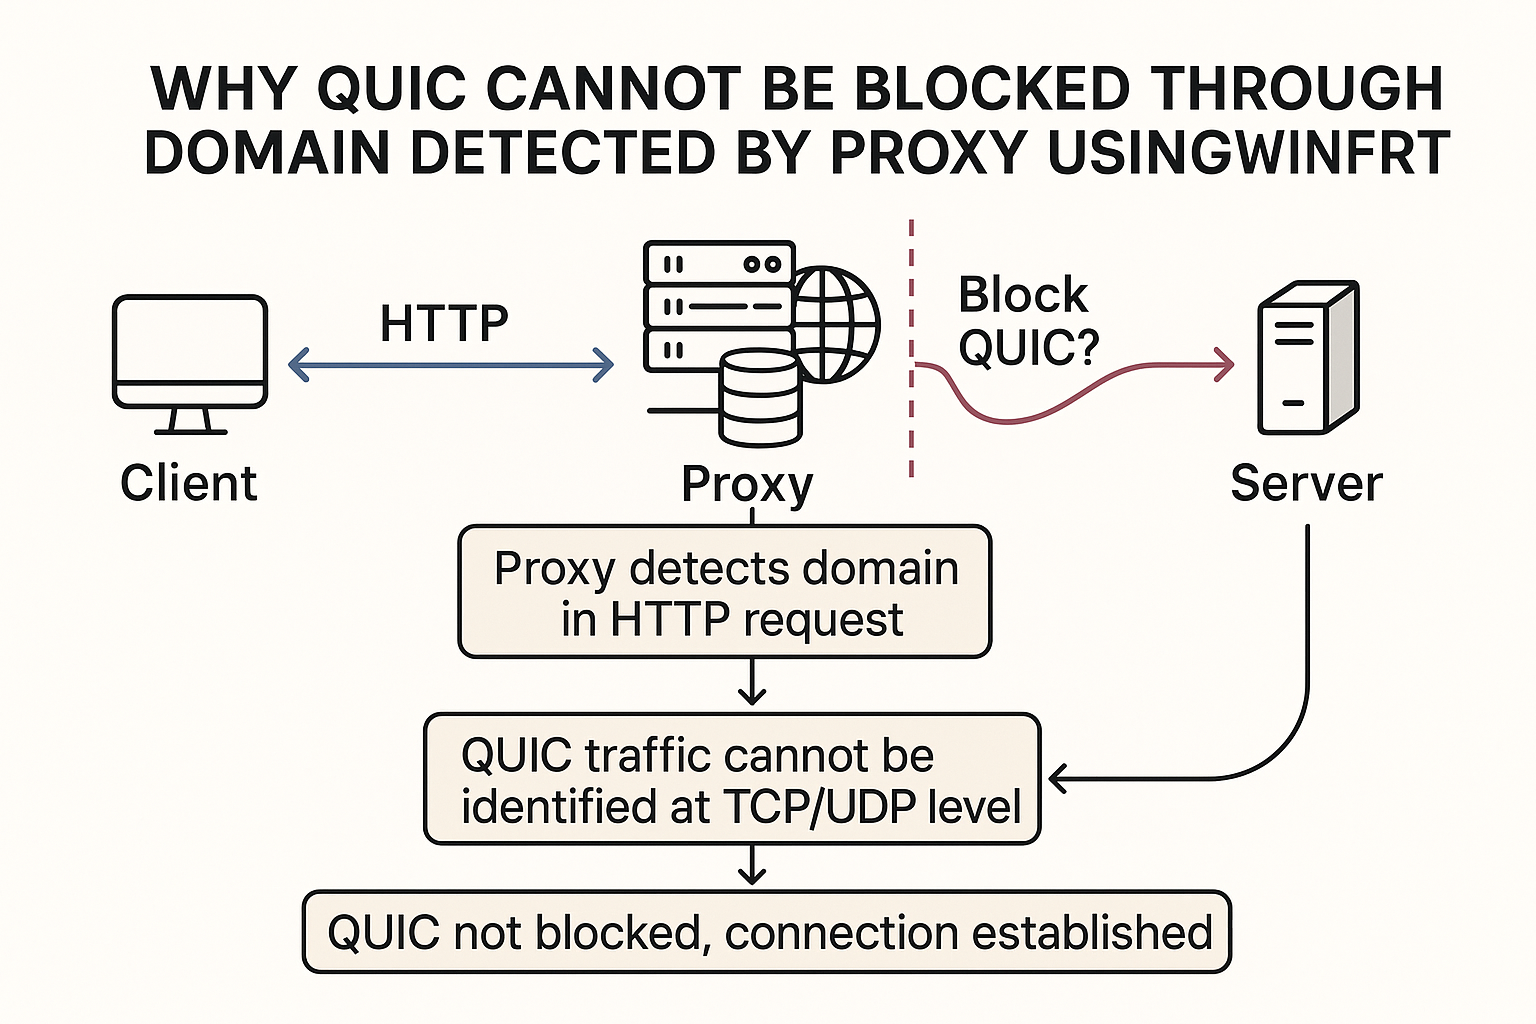 WHY QUIC CANNOT BE BLOCKED THROUGH
DOMAIN DETECTED BY PROXY USINGWINFRT
HTTP
Block
QUIC?
Client
Proxy
Server
Proxy detects domain
in HTTP request
QUIC traffic cannot be
identified at TCP/UDP level
QUIC not blocked, connection established